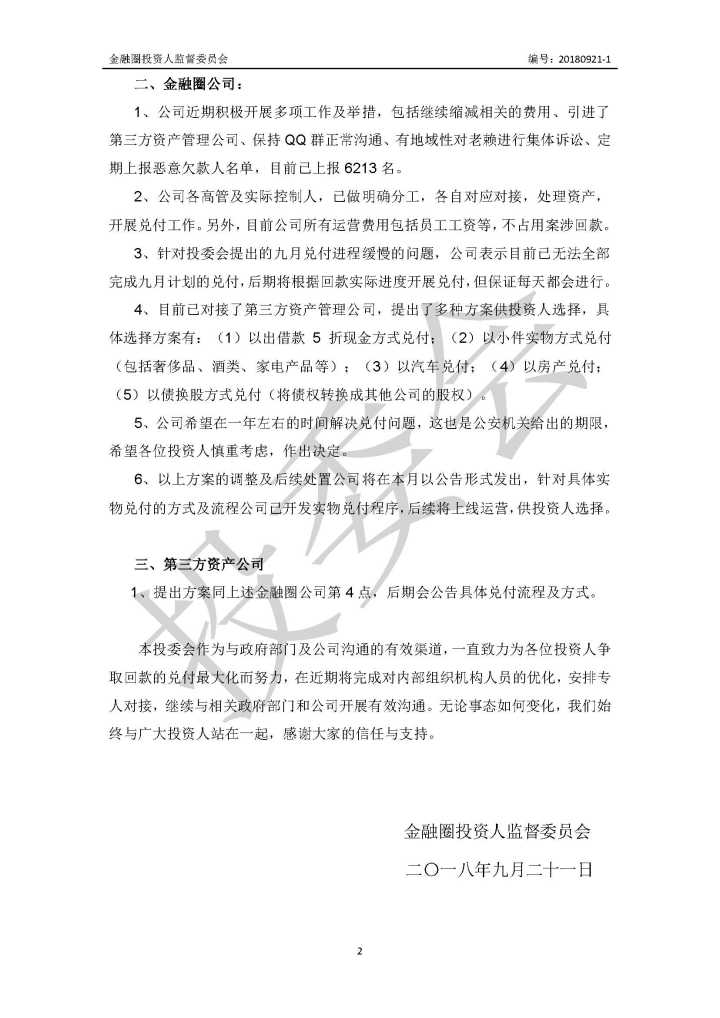 金融圈投资人监督委员会 编号：20180921-1
二、金融圈公司：
1、公司近期积极开展多项工作及举措，包括继续缩减相关的费用、引进了
第三方资产管理公司、保持 QQ 群正常沟通、有地域性对老赖进行集体诉讼、定
期上报恶意欠款人名单，目前已上报 6213 名。
2、公司各高管及实际控制人，已做明确分工，各自对应对接，处理资产，
开展兑付工作。另外，目前公司所有运营费用包括员工工资等，不占用案涉回款。
3、针对投委会提出的九月兑付进程缓慢的问题，公司表示目前已无法全部
完成九月计划的兑付，后期将根据回款实际进度开展兑付，但保证每天都会进行。
4、目前已对接了第三方资产管理公司，提出了多种方案供投资人选择，具
体选择方案有：（1）以出借款 5 折现金方式兑付；（2）以小件实物方式兑付
（包括奢侈品、酒类、家电产品等）；（3）以汽车兑付；（4）以房产兑付；
（5）以债换股方式兑付（将债权转换成其他公司的股权）。
5、公司希望在一年左右的时间解决兑付问题，这也是公安机关给出的期限，
希望各位投资人慎重考虑，作出决定。
6、以上方案的调整及后续处置公司将在本月以公告形式发出，针对具体实
物兑付的方式及流程公司已开发实物兑付程序，后续将上线运营，供投资人选择。
三、第三方资产公司
1、提出方案同上述金融圈公司第 4 点，后期会公告具体兑付流程及方式。
本投委会作为与政府部门及公司沟通的有效渠道，一直致力为各位投资人争
取回款的兑付最大化而努力，在近期将完成对内部组织机构人员的优化，安排专
人对接，继续与相关政府部门和公司开展有效沟通。无论事态如何变化，我们始
终与广大投资人站在一起，感谢大家的信任与支持。
金融圈投资人监督委员会
二〇一八年九月二十一日
2
投委会